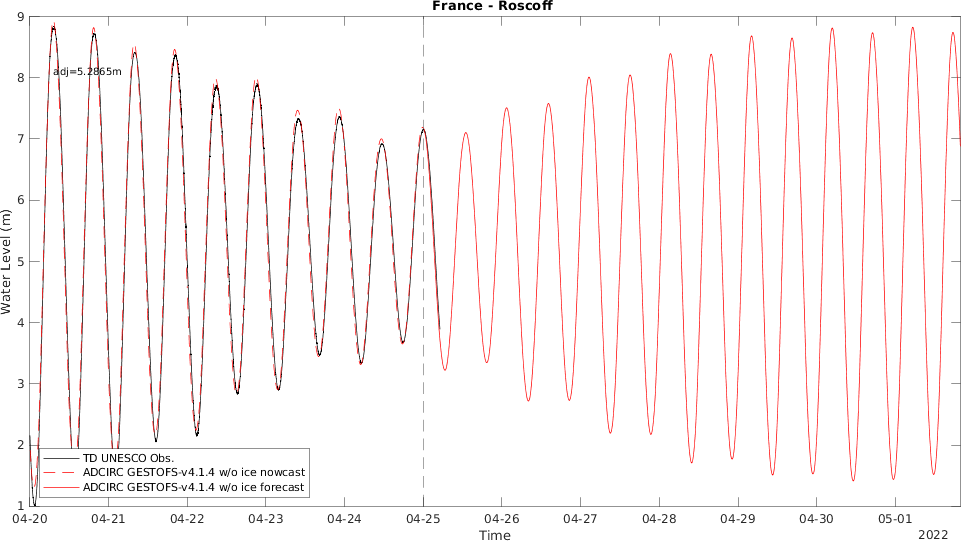 France - Roscoff
9
8
7
6
5
4
3
2
1
Water Level (m)
adj=5.2865m
TD UNESCO Obs.
ADCIRC GESTOFS-v4.1.4 w/o ice nowcast
ADCIRC GESTOFS-v4.1.4 w/o ice forecast
04-20 04-21 04-22 04-23 04-24 04-25 04-26 04-27 04-28 04-29 04-30 05-01
Time
2022